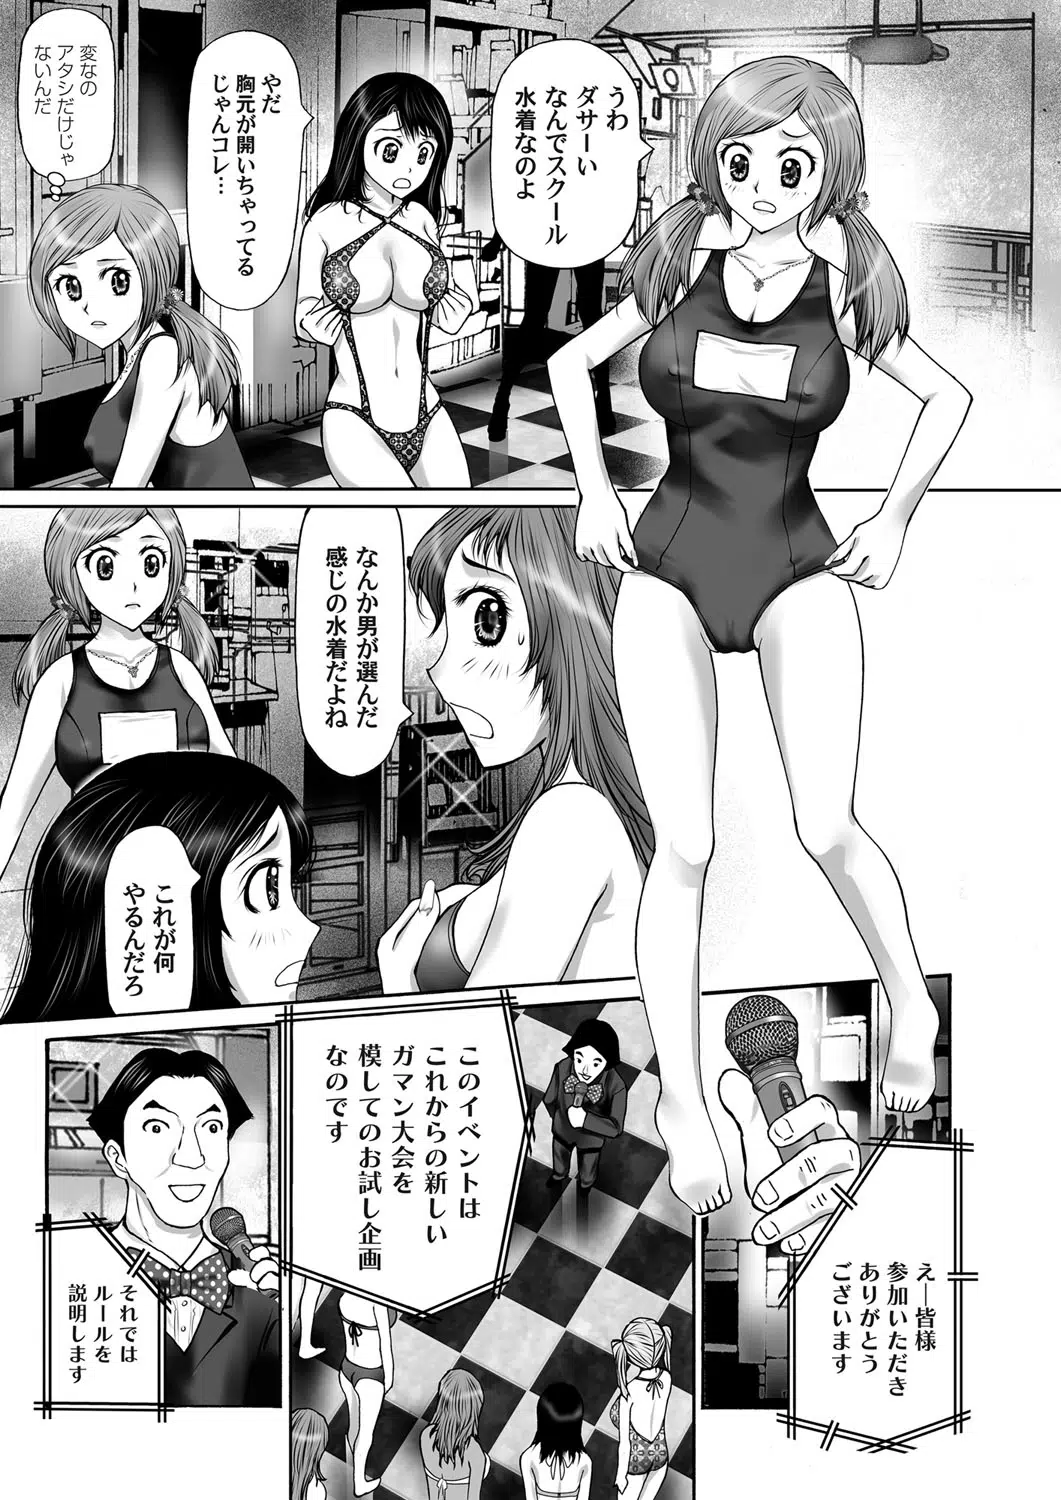 うわ
ダサーい
なんでスクール
水着なのよ
やだ
胸元が開いちゃってる
じゃんコレ…
変なの
アタシだけじゃ
ないんだ
なんか男が選んだ
感じの水着だよね
これが何
やるんだろ
えー皆様
参加いただき
ありがとう
ございます
このイベントは
これからの新しい
ガマン大会を
模してのお試し企画
なのです
それでは
ルールを
説明します